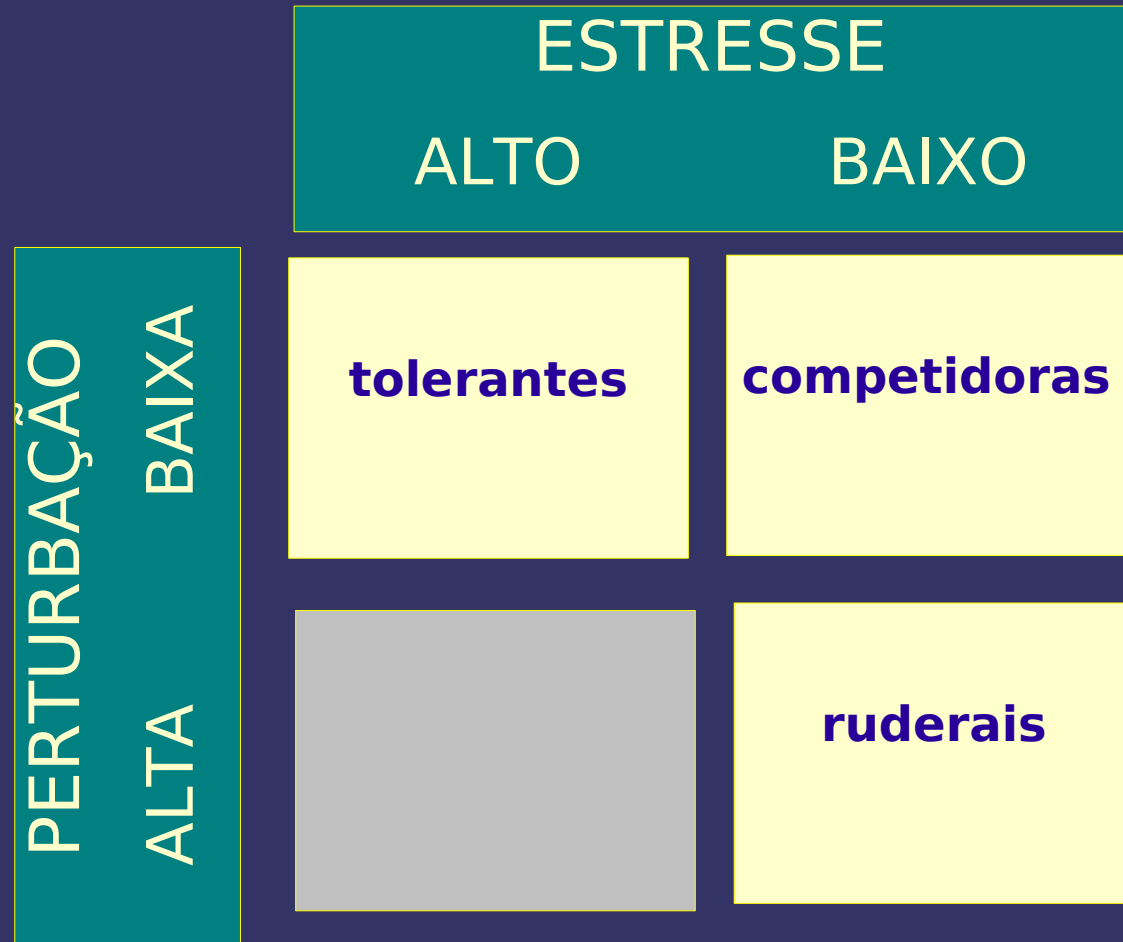 ESTRESSE
ALTO BAIXO
PERTURBAÇÃO
BAIXA
ALTA
tolerantes
competidoras
ruderais